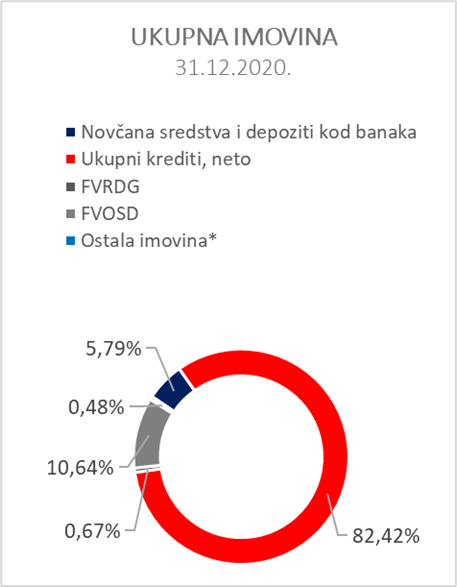 UKUPNA IMOVINA
31.12.2020.
Novčana sredstva i depoziti kod banaka
Ukupni krediti, neto
FVRDG
FVOSD
Ostala imovina*
5,79%
0,48%
10,64%
0,67%
82,42%